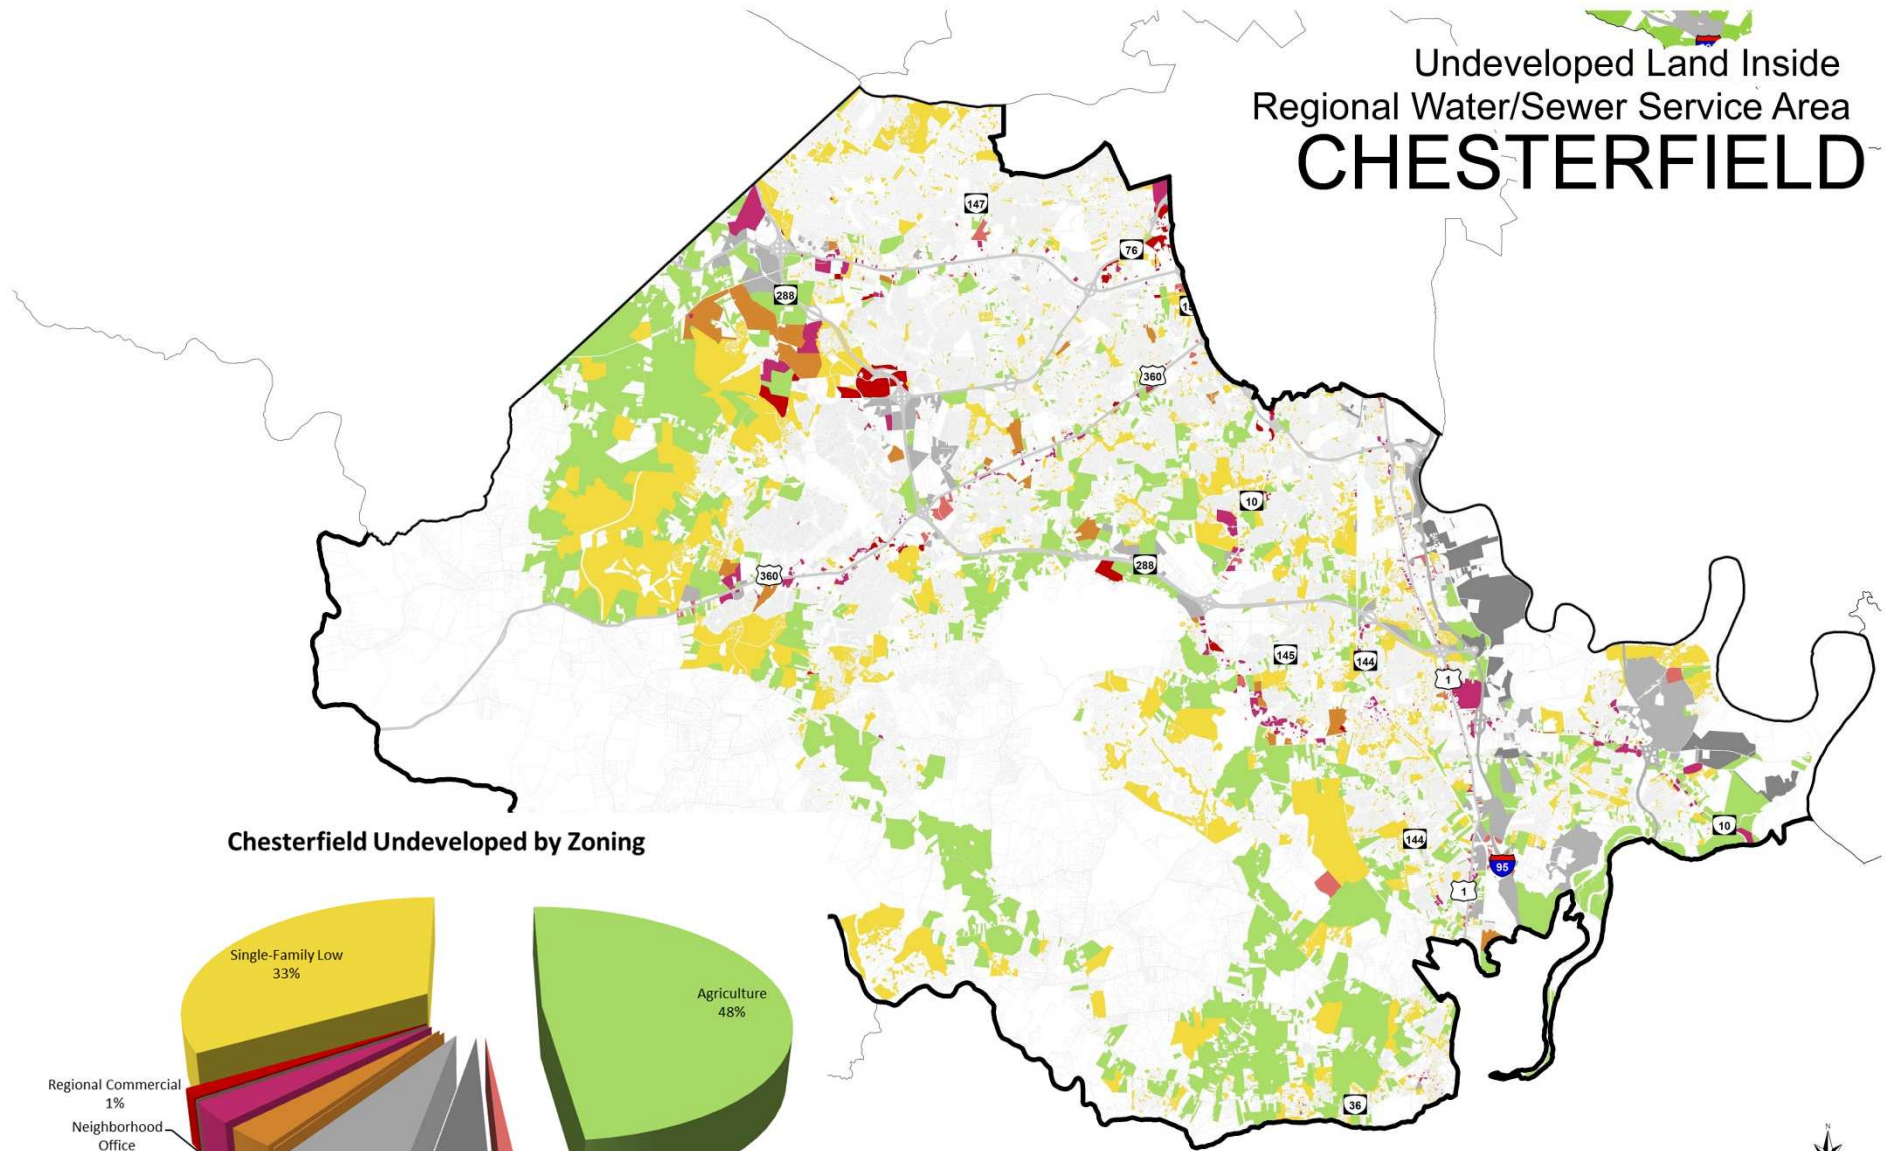 Undeveloped Land Inside
Regional Water/Sewer Service Area
CHESTERFIELD
147
76
288
360
10
360
288
145
144
1
144
10
95
1
36
Chesterfield Undeveloped by Zoning
Single-Family Low
33%
Agriculture
48%
Regional Commercial
1%
Neighborhood
Office
N